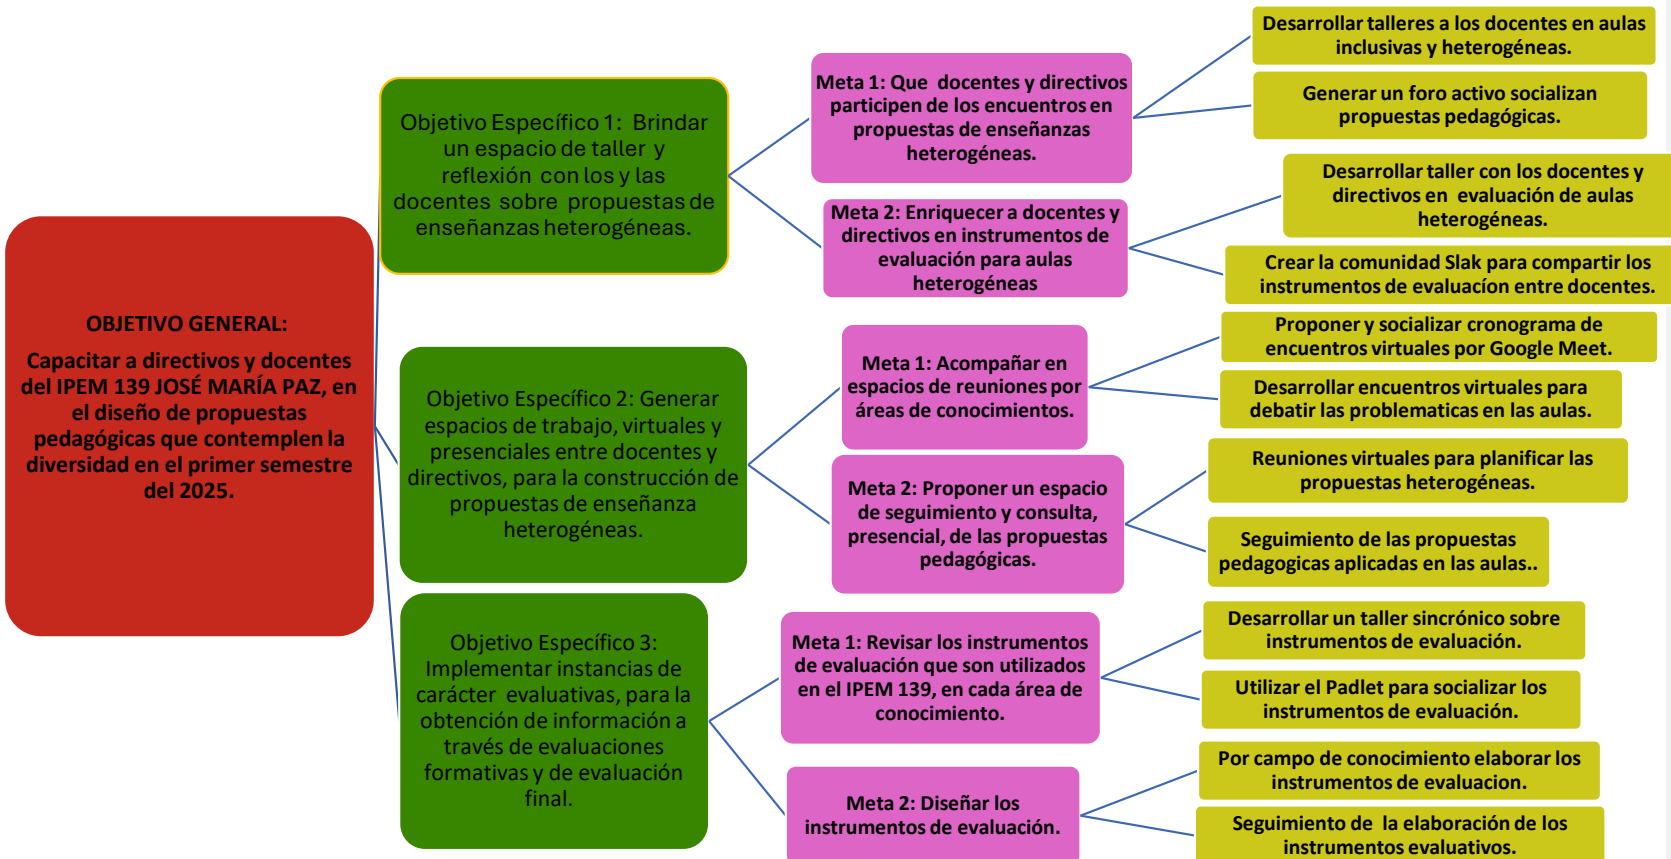 OBJETIVO GENERAL:
Capacitar a directivos y docentes
del IPEM 139 JOSÉ MARÍA PAZ, en
el diseño de propuestas
pedagógicas que contemplen la
diversidad en el primer semestre
del 2025.
Objetivo Específico 1: Brindar
un espacio de taller y
reflexión con los y las
docentes sobre propuestas de
enseñanzas heterogéneas.
Meta 1: Que docentes y directivos
participen de los encuentros en
propuestas de enseñanzas
heterogéneas.
Desarrollar talleres a los docentes en aulas
inclusivas y heterogéneas.
Generar un foro activo socializan
propuestas pedagógicas.
Meta 2: Enriquecer a docentes y
directivos en instrumentos de
evaluación para aulas
heterogéneas
Desarrollar taller con los docentes y
directivos en evaluación de aulas
heterogéneas.
Crear la comunidad Slak para compartir los
instrumentos de evaluacíon entre docentes.
Objetivo Específico 2: Generar
espacios de trabajo, virtuales y
presenciales entre docentes y
directivos, para la construcción de
propuestas de enseñanza
heterogéneas.
Meta 1: Acompañar en
espacios de reuniones por
áreas de conocimientos.
Proponer y socializar cronograma de
encuentros virtuales por Google Meet.
Desarrollar encuentros virtuales para
debatir las problematicas en las aulas.
Meta 2: Proponer un espacio
de seguimiento y consulta,
presencial, de las propuestas
pedagógicas.
Reuniones virtuales para planificar las
propuestas heterogéneas.
Seguimiento de las propuestas
pedagogicas aplicadas en las aulas..
Objetivo Específico 3:
Implementar instancias de
carácter evaluativas, para la
obtención de información a
través de evaluaciones
formativas y de evaluación
final.
Meta 1: Revisar los instrumentos
de evaluación que son utilizados
en el IPEM 139, en cada área de
conocimiento.
Desarrollar un taller sincrónico sobre
instrumentos de evaluación.
Utilizar el Padlet para socializar los
instrumentos de evaluación.
Meta 2: Diseñar los
instrumentos de evaluación.
Por campo de conocimiento elaborar los
instrumentos de evaluacion.
Seguimiento de la elaboración de los
instrumentos evaluativos.